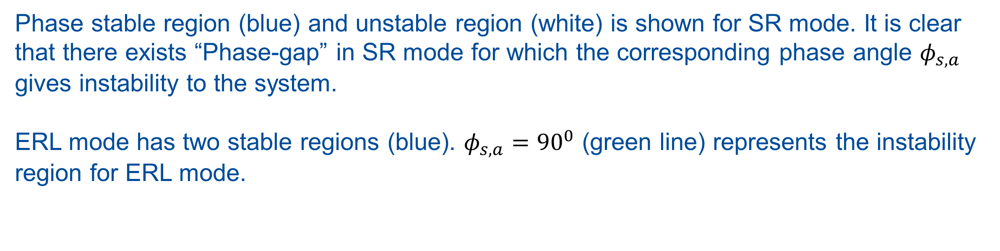 Phase stable region (blue) and unstable region (white) is shown for SR mode. It is clear
that there exists “Phase-gap” in SR mode for which the corresponding phase angle $\phi_{s,a}$
gives instability to the system.
ERL mode has two stable regions (blue). $\phi_{s,a} = 90^0$ (green line) represents the instability
region for ERL mode.